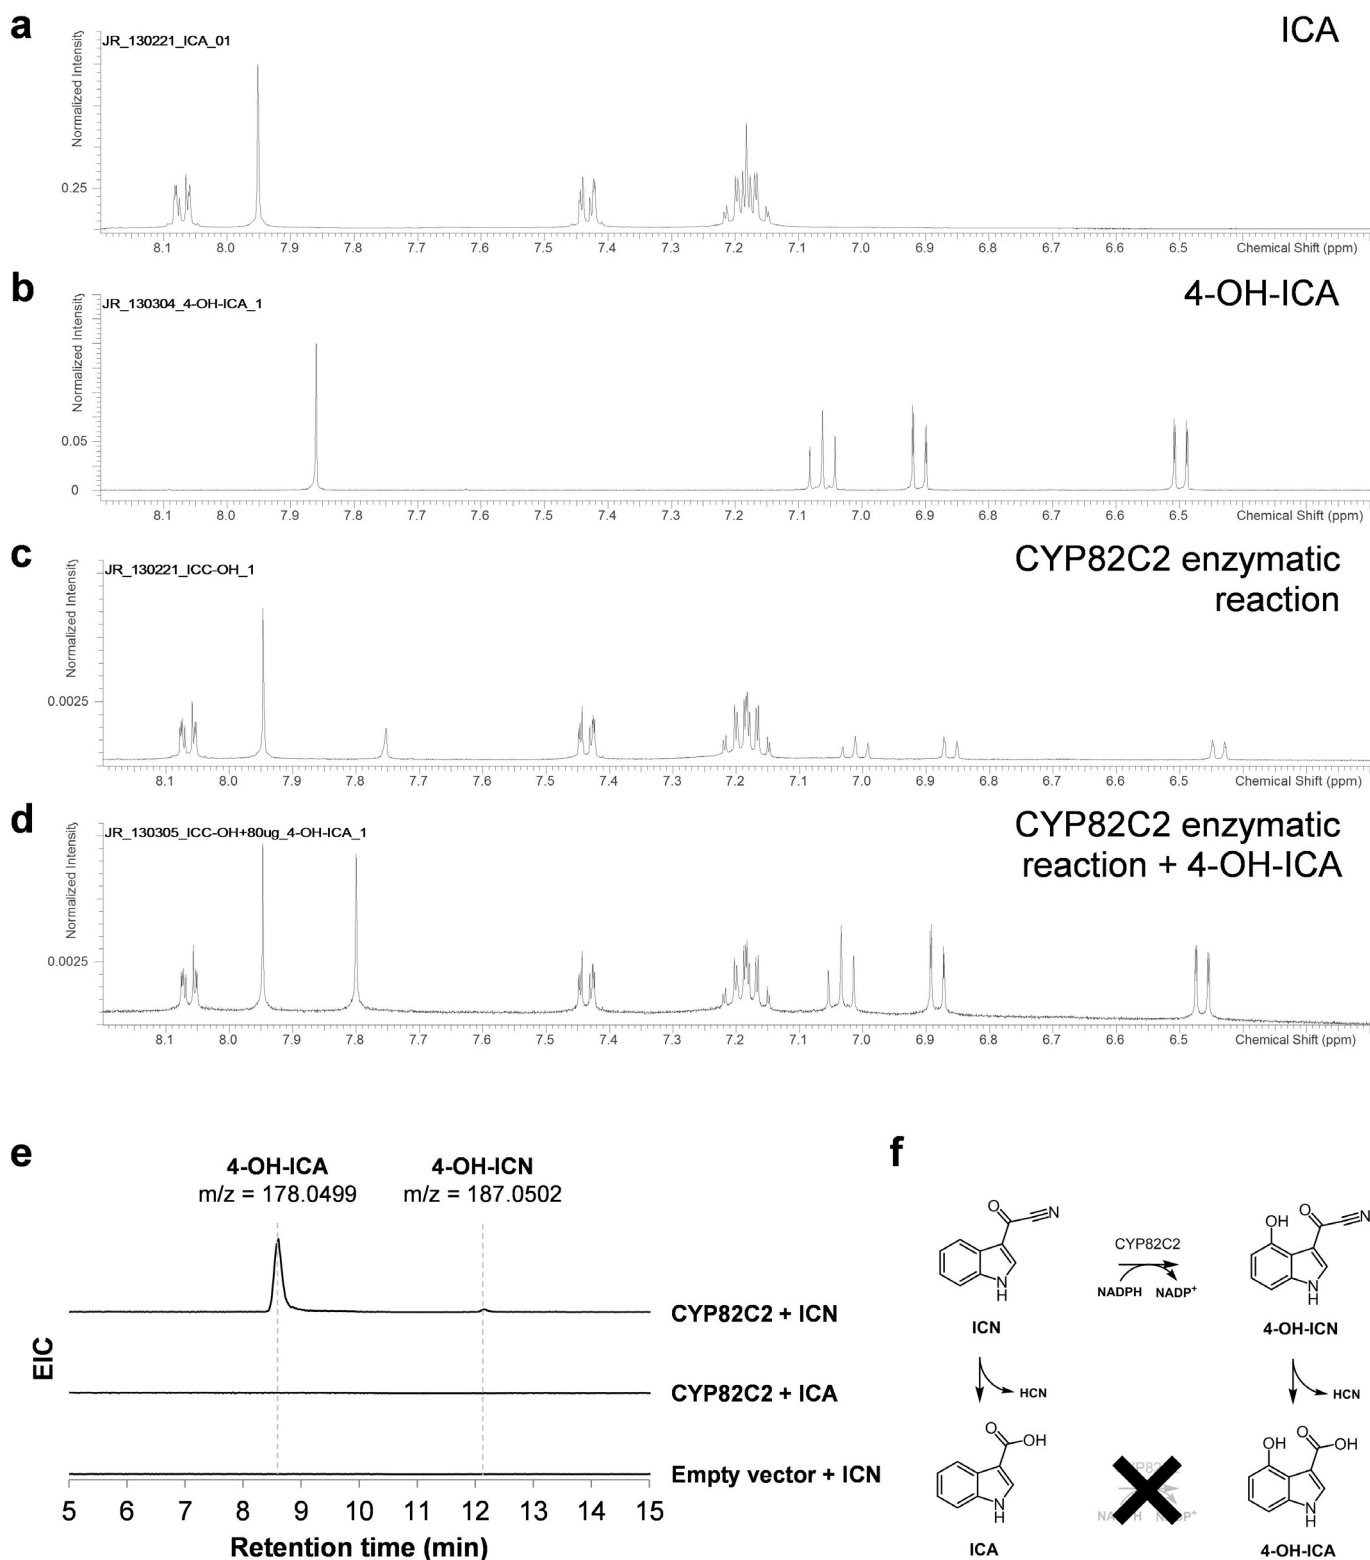 a
ICA
JR_130221_ICA_01
Normalized Intensity
0.25
8.1 8.0 7.9 7.8 7.7 7.6 7.5 7.4 7.3 7.2 7.1 7.0 6.9 6.8 6.7 6.6 6.5 Chemical Shift (ppm)
b
4-OH-ICA
JR_130304_4-OH-ICA_1
Normalized Intensity
0.05
0
8.1 8.0 7.9 7.8 7.7 7.6 7.5 7.4 7.3 7.2 7.1 7.0 6.9 6.8 6.7 6.6 6.5 Chemical Shift (ppm)
c
CYP82C2 enzymatic
reaction
JR_130221_ICC-OH_1
Normalized Intensity
0.0025
8.1 8.0 7.9 7.8 7.7 7.6 7.5 7.4 7.3 7.2 7.1 7.0 6.9 6.8 6.7 6.6 6.5 Chemical Shift (ppm)
d
CYP82C2 enzymatic
reaction + 4-OH-ICA
JR_130305_ICC-OH+80ug_4-OH-ICA_1
Normalized Intensity
0.0025
8.1 8.0 7.9 7.8 7.7 7.6 7.5 7.4 7.3 7.2 7.1 7.0 6.9 6.8 6.7 6.6 6.5 Chemical Shift (ppm)
e
4-OH-ICA
m/z = 178.0499
4-OH-ICN
m/z = 187.0502
CYP82C2 + ICN
CYP82C2 + ICA
Empty vector + ICN
EIC
5 6 7 8 9 10 11 12 13 14 15
Retention time (min)
f
O
N
N
H
ICN
CYP82C2
NADPH NADP+
OH
O
N
N
H
4-OH-ICN
HCN
HCN
O
OH
N
H
ICA
OH
O
OH
N
H
4-OH-ICA